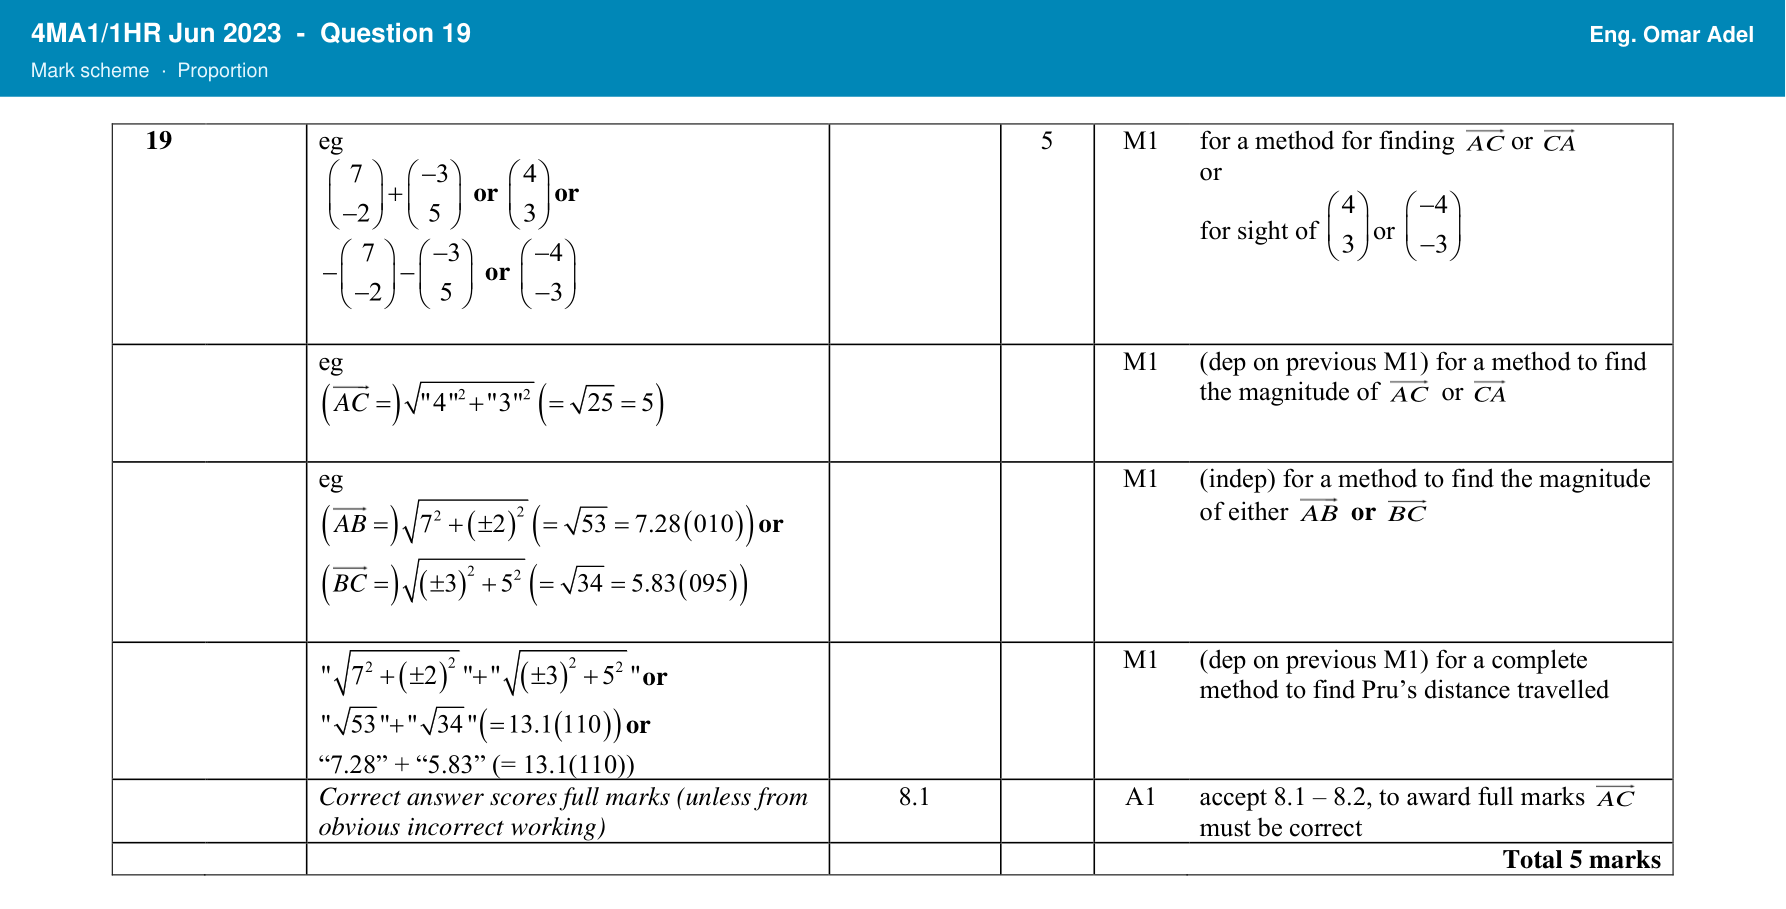 4MA1/1HR Jun 2023 - Question 19
Eng. Omar Adel
Mark scheme · Proportion
19
eg
(7 −2) + (−3 5) or (4 3) or
−(7 −2) − (−3 5) or (−4 −3)
5
M1
for a method for finding AC or CA
or
for sight of (4 3) or (−4 −3)
eg
(AC =) √"4"² + "3"² (= √25 = 5)
M1
(dep on previous M1) for a method to find
the magnitude of AC or CA
eg
(AB =) √7² + (±2)² (= √53 = 7.28(010)) or
(BC =) √(±3)² + 5² (= √34 = 5.83(095))
M1
(indep) for a method to find the magnitude
of either AB or BC
"√7² + (±2)² "+" √(±3)² + 5² " or
"√53 "+" √34 " (= 13.1(110)) or
“7.28” + “5.83” (= 13.1(110))
M1
(dep on previous M1) for a complete
method to find Pru’s distance travelled
Correct answer scores full marks (unless from
obvious incorrect working)
8.1
A1
accept 8.1 – 8.2, to award full marks AC
must be correct
Total 5 marks